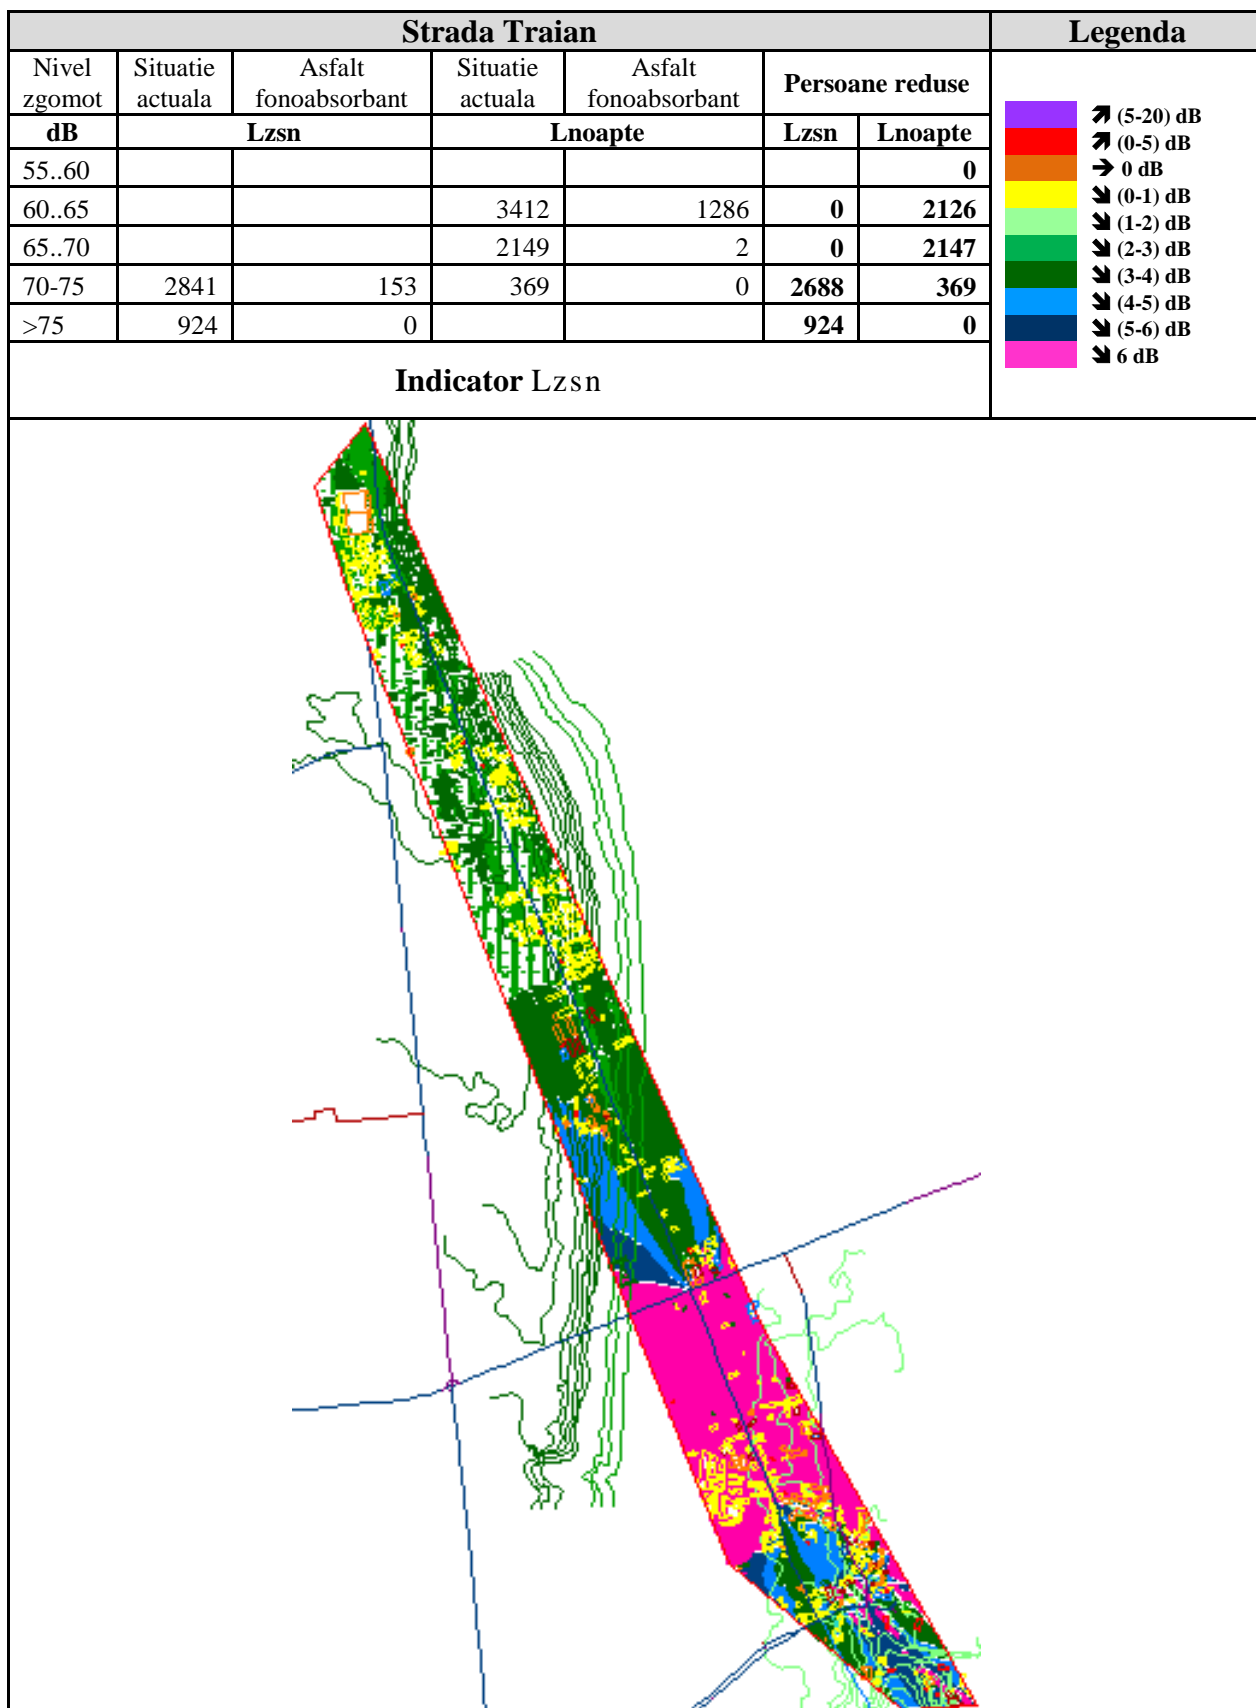 Strada Traian
Legenda
Nivel zgomot Situatie actuala Asfalt fonoabsorbant Situatie actuala Asfalt fonoabsorbant Persoane reduse
dB Lzsn Lnoapte Lzsn Lnoapte
55..60 0
60..65 3412 1286 0 2126
65..70 2149 2 0 2147
70-75 2841 153 369 0 2688 369
>75 924 0 924 0
Indicator Lzsn
↗ (5-20) dB
↗ (0-5) dB
→ 0 dB
↘ (0-1) dB
↘ (1-2) dB
↘ (2-3) dB
↘ (3-4) dB
↘ (4-5) dB
↘ (5-6) dB
↘ 6 dB